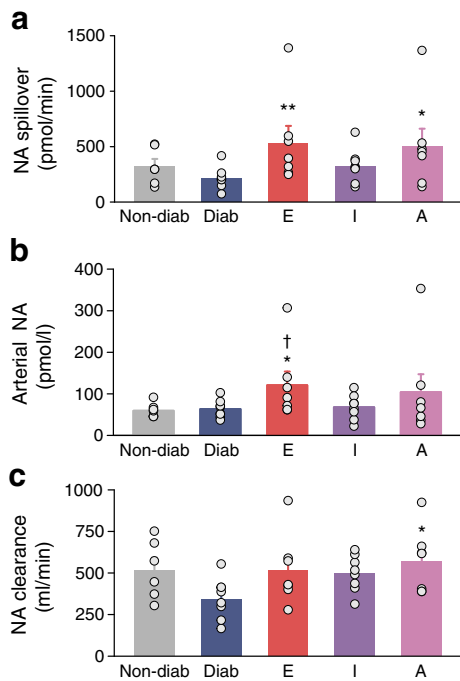 a
NA spillover
(pmol/min)
1500
1000
500
0
**
*
Non-diab Diab E I A
b
Arterial NA
(pmol/l)
400
300
200
100
0
†
*
Non-diab Diab E I A
c
NA clearance
(ml/min)
1000
750
500
250
0
*
Non-diab Diab E I A